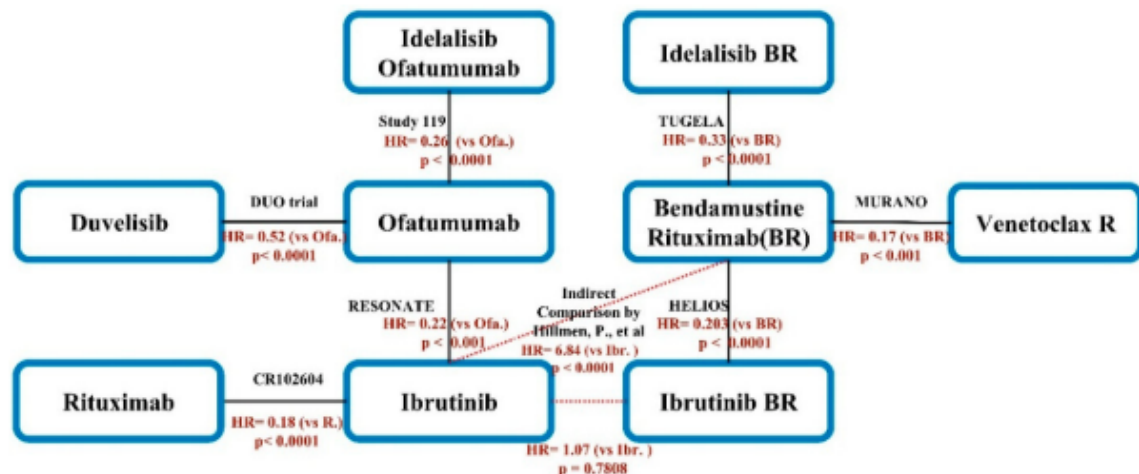 Idelalisib
Ofatumumab
Idelalisib BR
Study 119
HR= 0.26 (vs Ofa.)
p < 0.0001
TUGELA
HR= 0.33 (vs BR)
p < 0.0001
Duvelisib
DUO trial
HR= 0.52 (vs Ofa.)
p< 0.0001
Ofatumumab
Bendamustine
Rituximab(BR)
MURANO
HR= 0.17 (vs BR)
p < 0.001
Venetoclax R
RESONATE
HR= 0.22 (vs Ofa.)
p < 0.001
Indirect
Comparison by
Hillmen, P., et al
HR= 6.84 (vs Ibr. )
p < 0.0001
HELIOS
HR= 0.203 (vs BR)
p < 0.0001
Rituximab
CR102604
HR= 0.18 (vs R.)
p< 0.0001
Ibrutinib
Ibrutinib BR
HR= 1.07 (vs Ibr. )
p = 0.7808